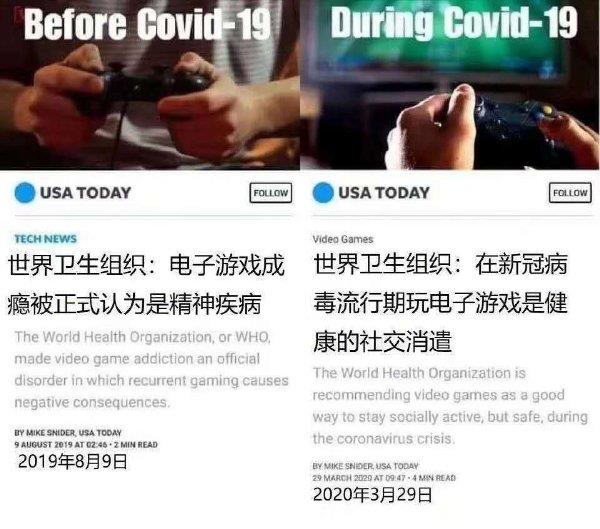 Before Covid-19
USA TODAY
FOLLOW
TECH NEWS
世界卫生组织：电子游戏成
瘾被正式认为是精神疾病
The World Health Organization, or WHO,
made video game addiction an official
disorder in which recurrent gaming causes
negative consequences.
BY MIKE SNIDER, USA TODAY
9 AUGUST 2019 AT 02:46 • 2 MIN READ
2019年8月9日
During Covid-19
USA TODAY
FOLLOW
Video Games
世界卫生组织：在新冠病
毒流行期玩电子游戏是健
康的社交消遣
The World Health Organization is
recommending video games as a good
way to stay socially active, but safe, during
the coronavirus crisis.
BY MIKE SNIDER, USA TODAY
29 MARCH 2020 AT 09:47 • 4 MIN READ
2020年3月29日